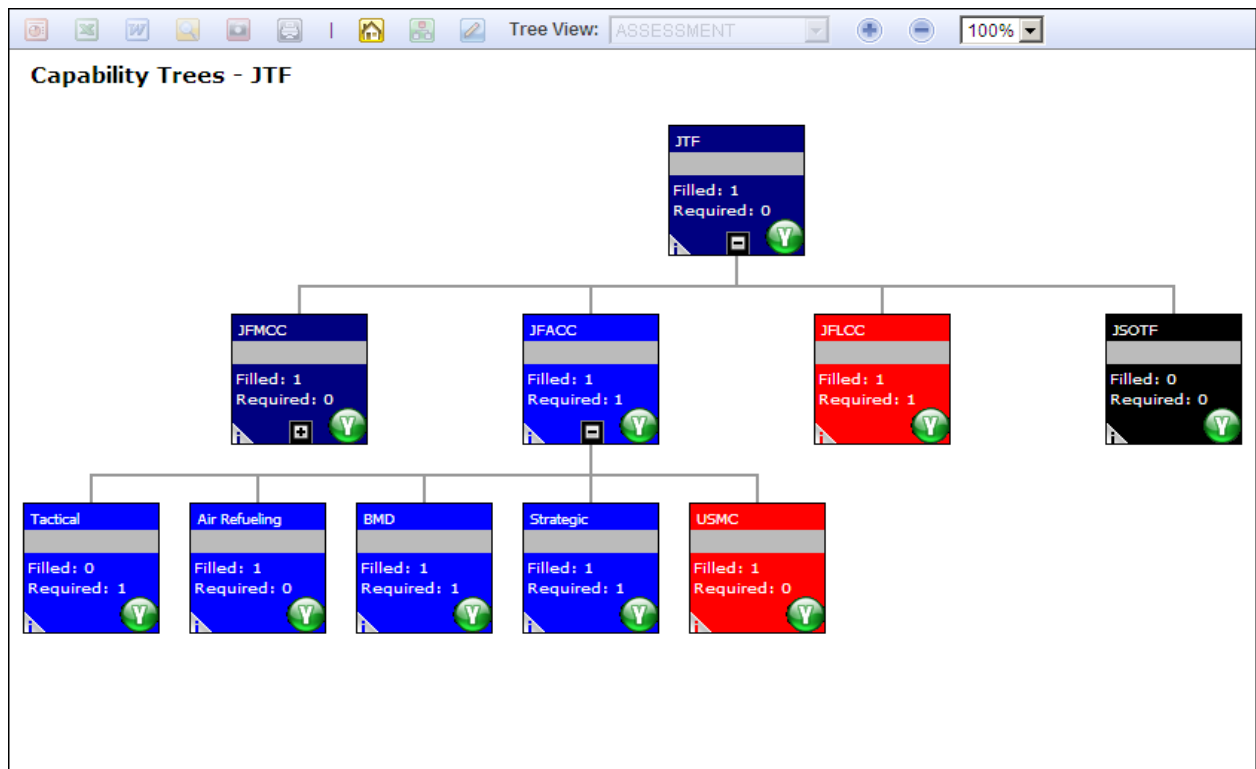 Tree View: ASSESSMENT 100%
Capability Trees - JTF
JTF
Filled: 1
Required: 0
Y
JFMCC
Filled: 1
Required: 0
Y
JFACC
Filled: 1
Required: 1
Y
JFLCC
Filled: 1
Required: 1
Y
JSOTF
Filled: 0
Required: 0
Y
Tactical
Filled: 0
Required: 1
Y
Air Refueling
Filled: 1
Required: 0
Y
BMD
Filled: 1
Required: 1
Y
Strategic
Filled: 1
Required: 1
Y
USMC
Filled: 1
Required: 0
Y